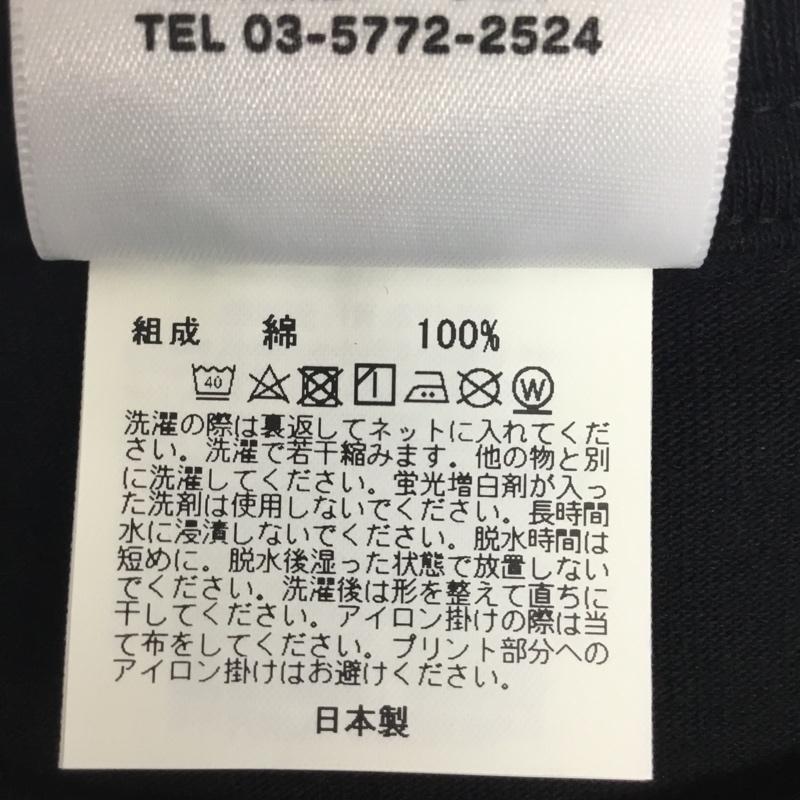 TEL 03-5772-2524
組成 綿 100%
40 W
洗濯の際は裏返してネットに入れてくだ
さい。洗濯で若干縮みます。他の物と別
に洗濯してください。蛍光増白剤が入っ
た洗剤は使用しないでください。長時間
水に浸漬しないでください。脱水時間は
短めに。脱水後湿った状態で放置しない
でください。洗濯後は形を整えて直ちに
干してください。アイロン掛けの際は当
て布をしてください。プリント部分への
アイロン掛けはお避けください。
日本製